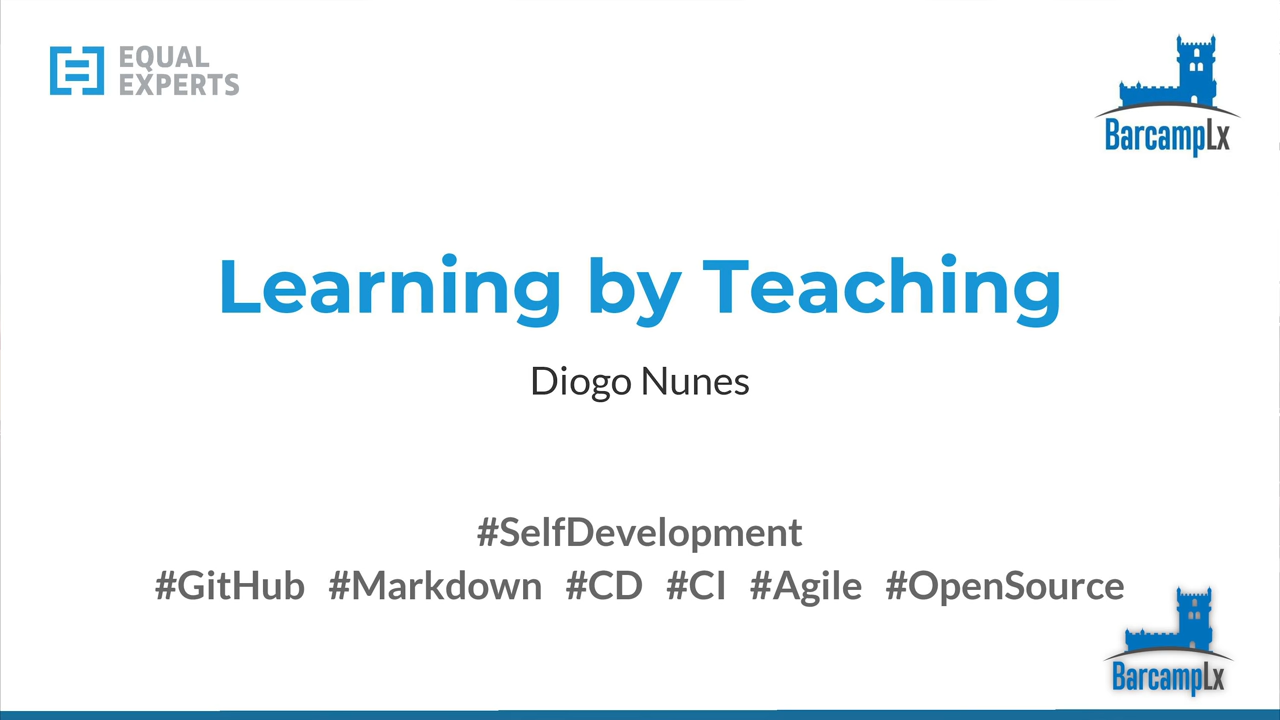 EQUAL
EXPERTS
BarcampLx
Learning by Teaching
Diogo Nunes
#SelfDevelopment
#GitHub #Markdown #CD #CI #Agile #OpenSource
BarcampLx